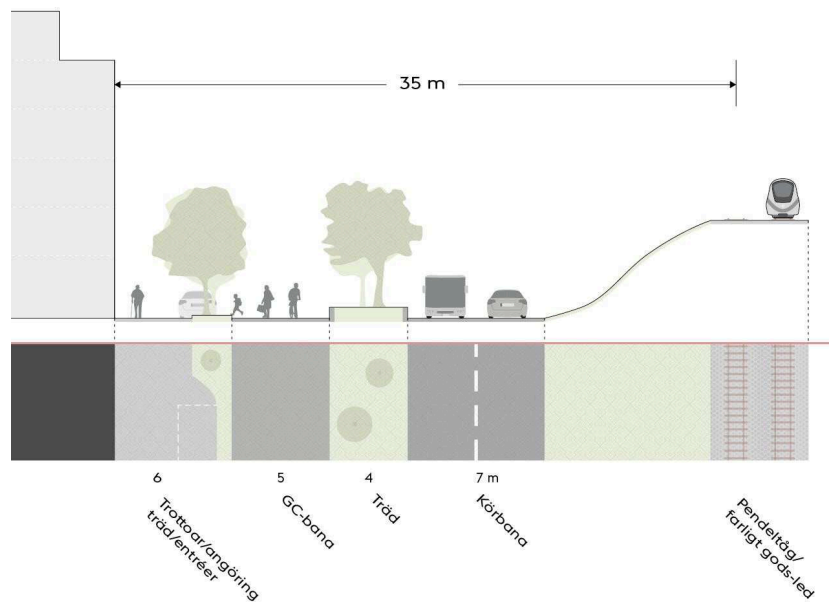 35 m
6
Trottoar/angöring
träd/entréer
5
GC-bana
4
Träd
7 m
Körbana
Pendeltåg/
farligt gods-led